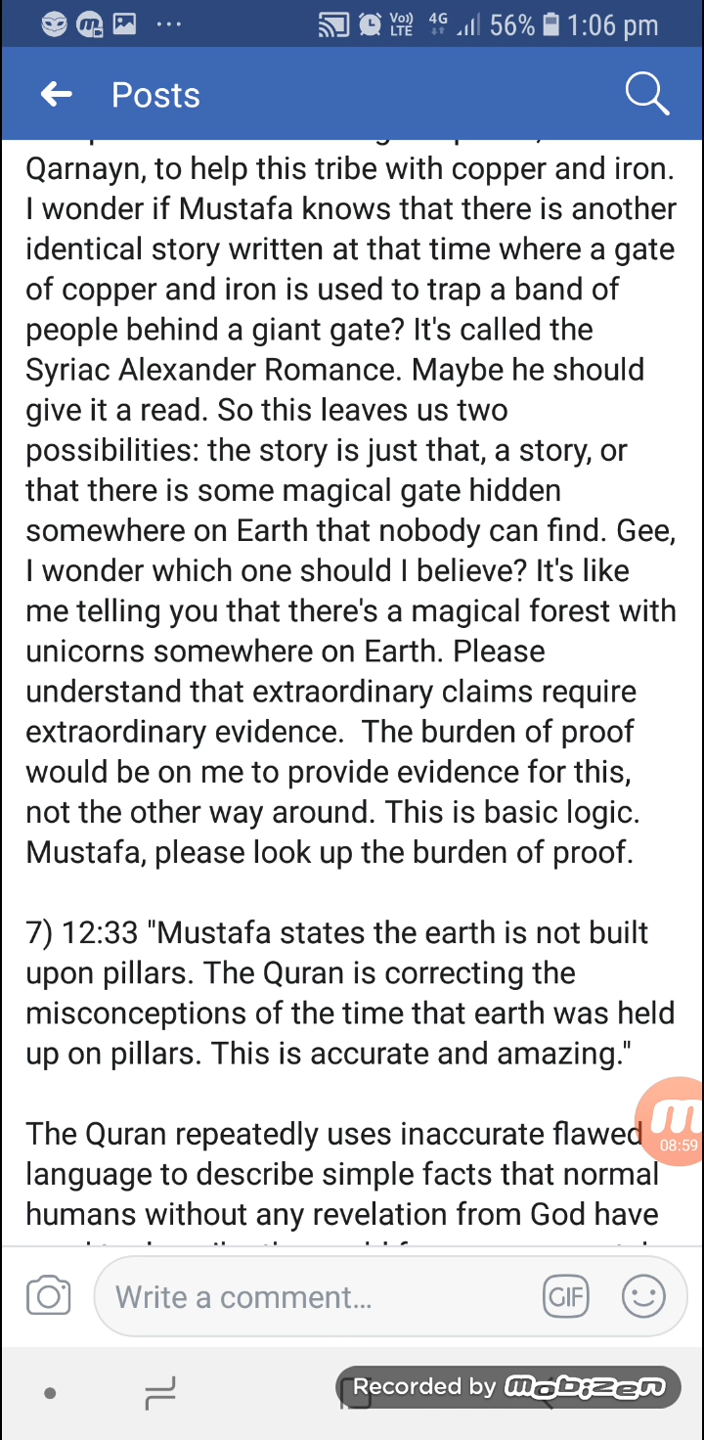 Vo)) LTE 4G 56% 1:06 pm
Posts
Qarnayn, to help this tribe with copper and iron.
I wonder if Mustafa knows that there is another
identical story written at that time where a gate
of copper and iron is used to trap a band of
people behind a giant gate? It's called the
Syriac Alexander Romance. Maybe he should
give it a read. So this leaves us two
possibilities: the story is just that, a story, or
that there is some magical gate hidden
somewhere on Earth that nobody can find. Gee,
I wonder which one should I believe? It's like
me telling you that there's a magical forest with
unicorns somewhere on Earth. Please
understand that extraordinary claims require
extraordinary evidence.  The burden of proof
would be on me to provide evidence for this,
not the other way around. This is basic logic.
Mustafa, please look up the burden of proof.
7) 12:33 "Mustafa states the earth is not built
upon pillars. The Quran is correcting the
misconceptions of the time that earth was held
up on pillars. This is accurate and amazing."
The Quran repeatedly uses inaccurate flawed
language to describe simple facts that normal
humans without any revelation from God have
m
08:59
Write a comment...
GIF
Recorded by mobizen